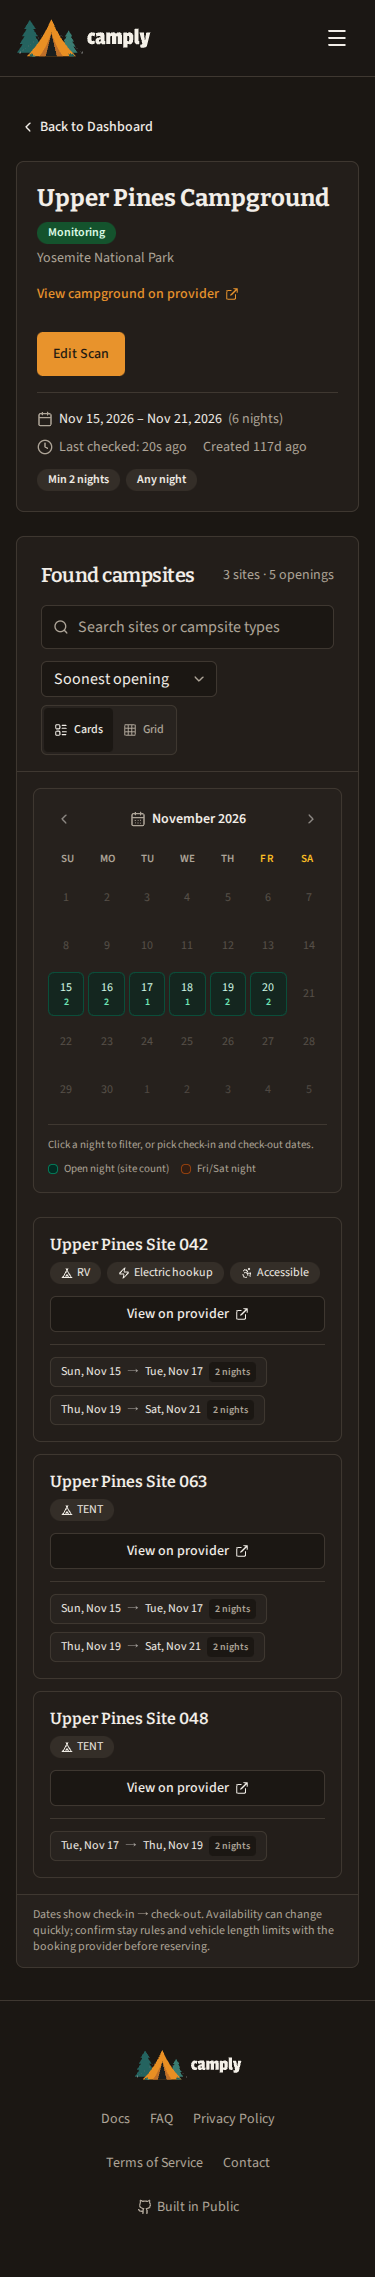 camply
Back to Dashboard
Upper Pines Campground
Monitoring
Yosemite National Park
View campground on provider
Edit Scan
Nov 15, 2026 – Nov 21, 2026 (6 nights)
Last checked: 20s ago Created 117d ago
Min 2 nights Any night
Found campsites 3 sites · 5 openings
Search sites or campsite types
Soonest opening
Cards Grid
November 2026
SU MO TU WE TH FR SA
1 2 3 4 5 6 7
8 9 10 11 12 13 14
15 16 17 18 19 20 21
2 2 1 1 2 2
22 23 24 25 26 27 28
29 30 1 2 3 4 5
Click a night to filter, or pick check-in and check-out dates.
Open night (site count) Fri/Sat night
Upper Pines Site 042
RV Electric hookup Accessible
View on provider
Sun, Nov 15 → Tue, Nov 17 2 nights
Thu, Nov 19 → Sat, Nov 21 2 nights
Upper Pines Site 063
TENT
View on provider
Sun, Nov 15 → Tue, Nov 17 2 nights
Thu, Nov 19 → Sat, Nov 21 2 nights
Upper Pines Site 048
TENT
View on provider
Tue, Nov 17 → Thu, Nov 19 2 nights
Dates show check-in → check-out. Availability can change
quickly; confirm stay rules and vehicle length limits with the
booking provider before reserving.
camply
Docs FAQ Privacy Policy
Terms of Service Contact
Built in Public